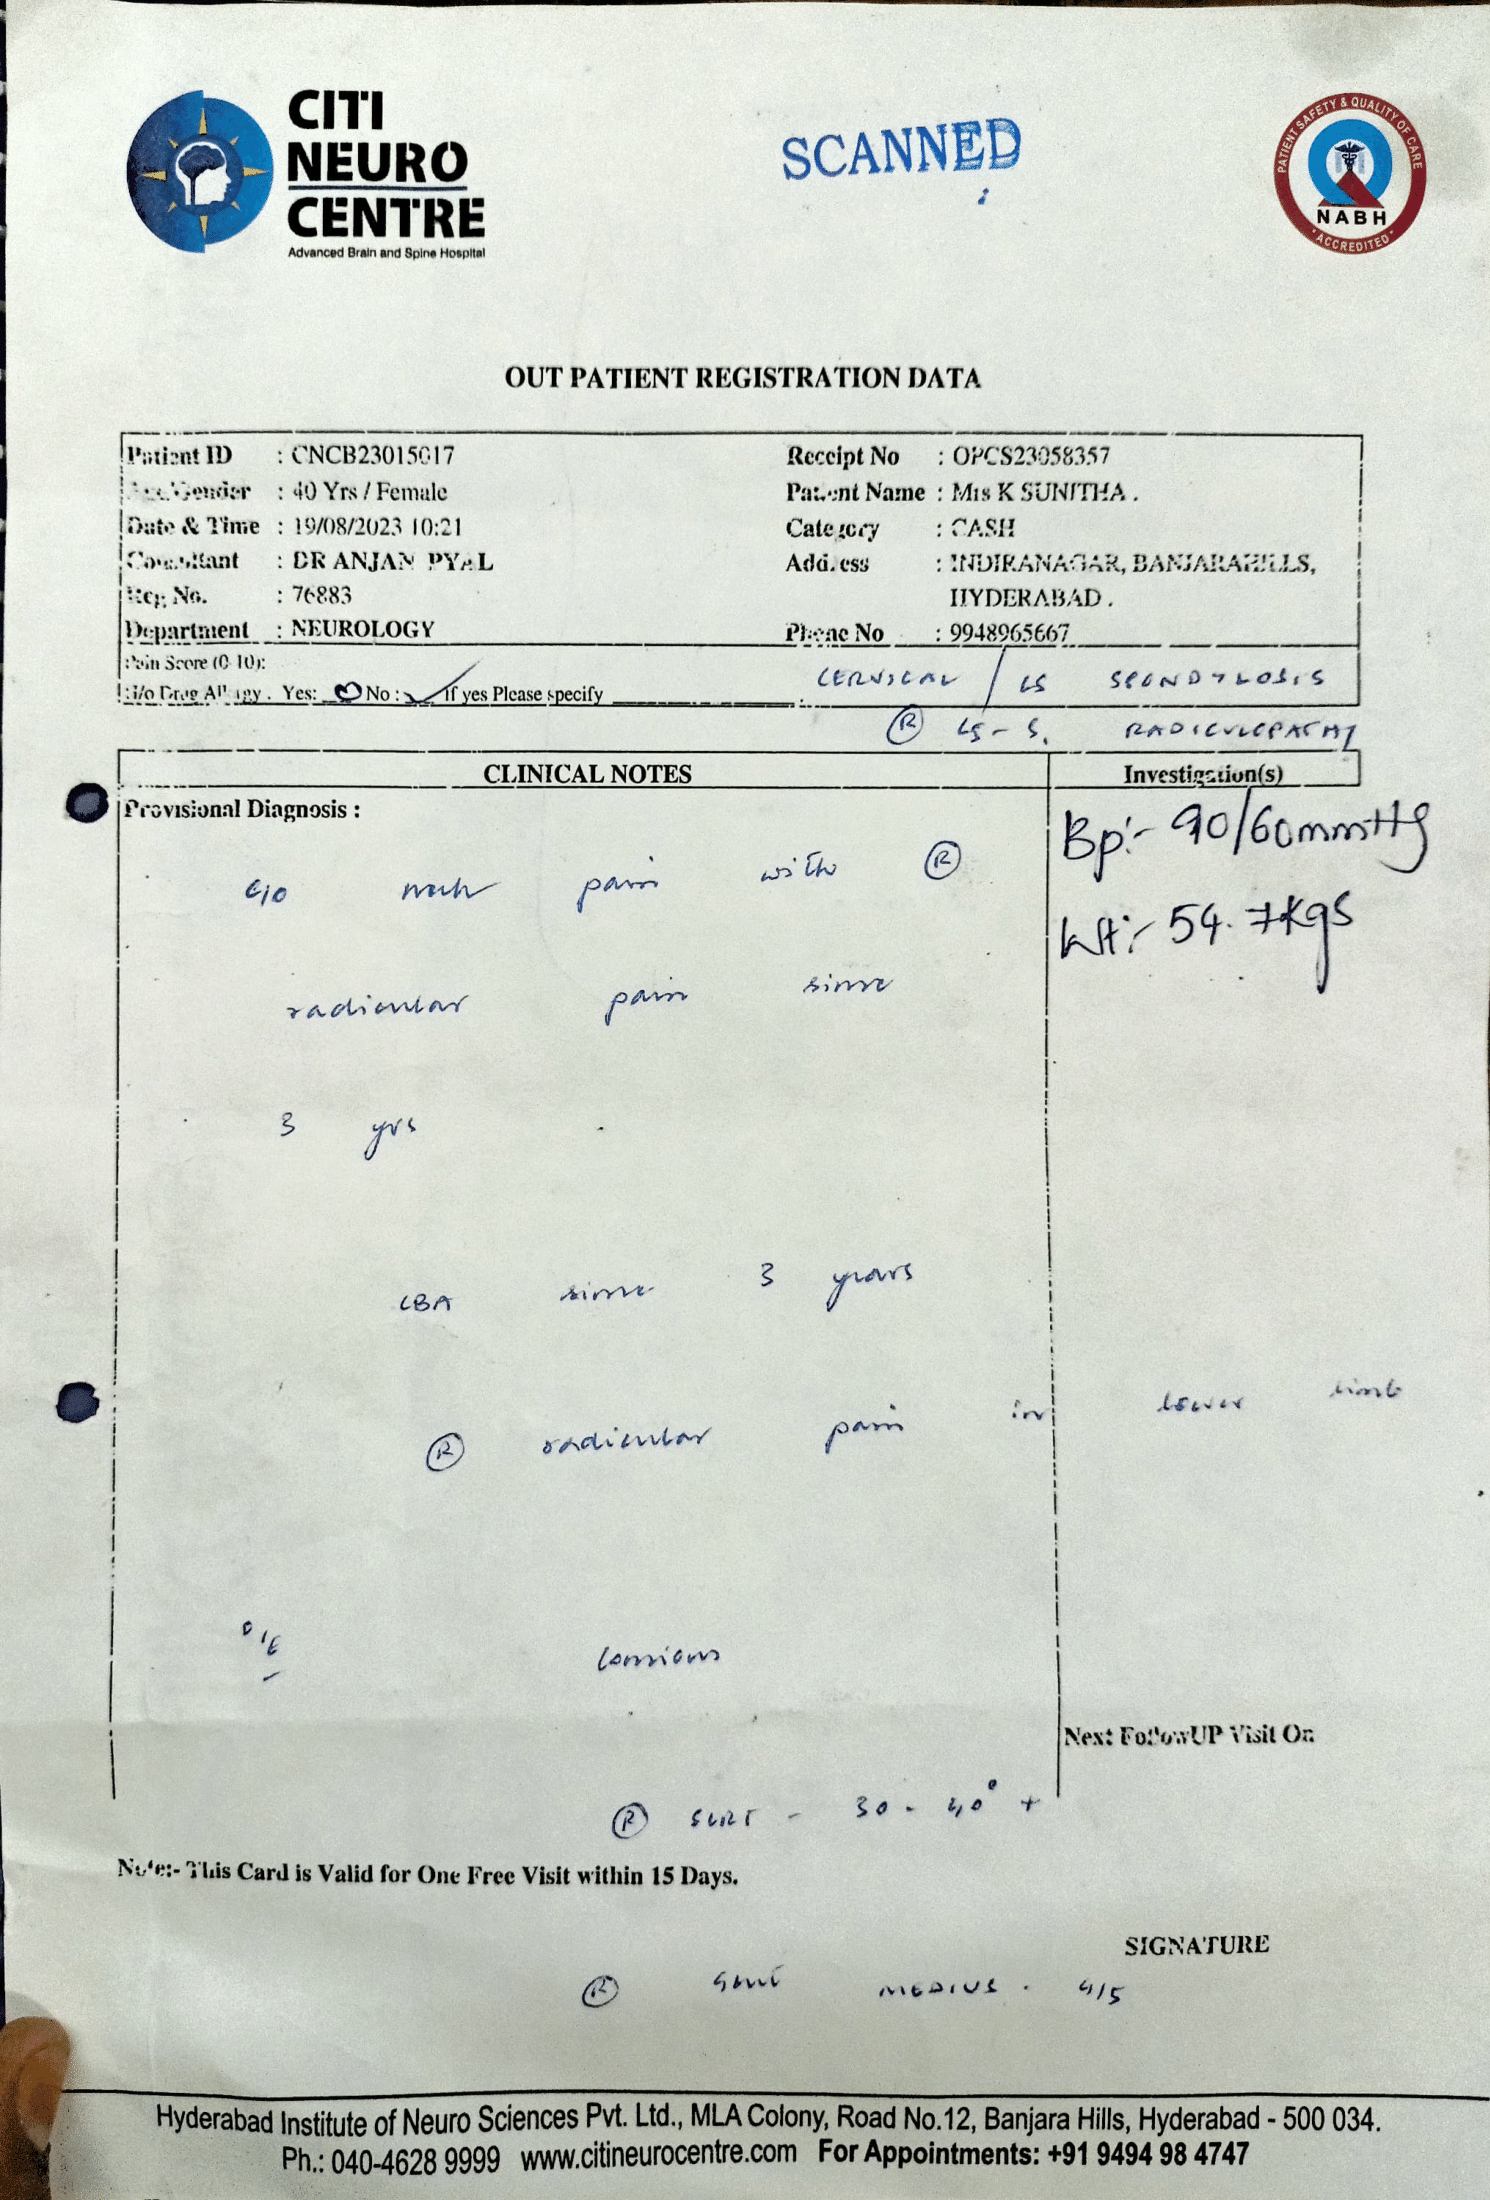 CITI
NEURO
CENTRE
Advanced Brain and Spine Hospital
SCANNED
PATIENT SAFETY & QUALITY OF CARE
NABH
ACCREDITED
OUT PATIENT REGISTRATION DATA
Patient ID : CNCB23015017 Receipt No : OPCS23058357
Age/Gender : 40 Yrs / Female Patient Name : Mrs K SUNITHA .
Date & Time : 19/08/2023 10:21 Category : CASH
Consultant : DR ANJAN PYAL Address : INDIRANAGAR, BANJARAHILLS,
Reg. No. : 76883 HYDERABAD .
Department : NEUROLOGY Phone No : 9948965667
Pain Score (0-10):
H/o Drug Allergy . Yes: No : If yes Please specify
CERVICAL / LS SPONDYLOSIS
Ⓡ L5 - S1 RADICULOPATHY
CLINICAL NOTES Investigation(s)
Provisional Diagnosis :
Bp:- 90/60mmHg
c/o neck pain with Ⓡ
Wt:- 54.7Kgs
radicular pain since
3 yrs
LBA since 3 years
Ⓡ radicular pain in lower limb
O/E conscious
Next FollowUP Visit On
Ⓡ SLRT - 30 - 40° +
Note:- This Card is Valid for One Free Visit within 15 Days.
SIGNATURE
Ⓡ GLUT MEDIUS . 4/5
Hyderabad Institute of Neuro Sciences Pvt. Ltd., MLA Colony, Road No.12, Banjara Hills, Hyderabad - 500 034.
Ph.: 040-4628 9999 www.citineurocentre.com For Appointments: +91 9494 98 4747